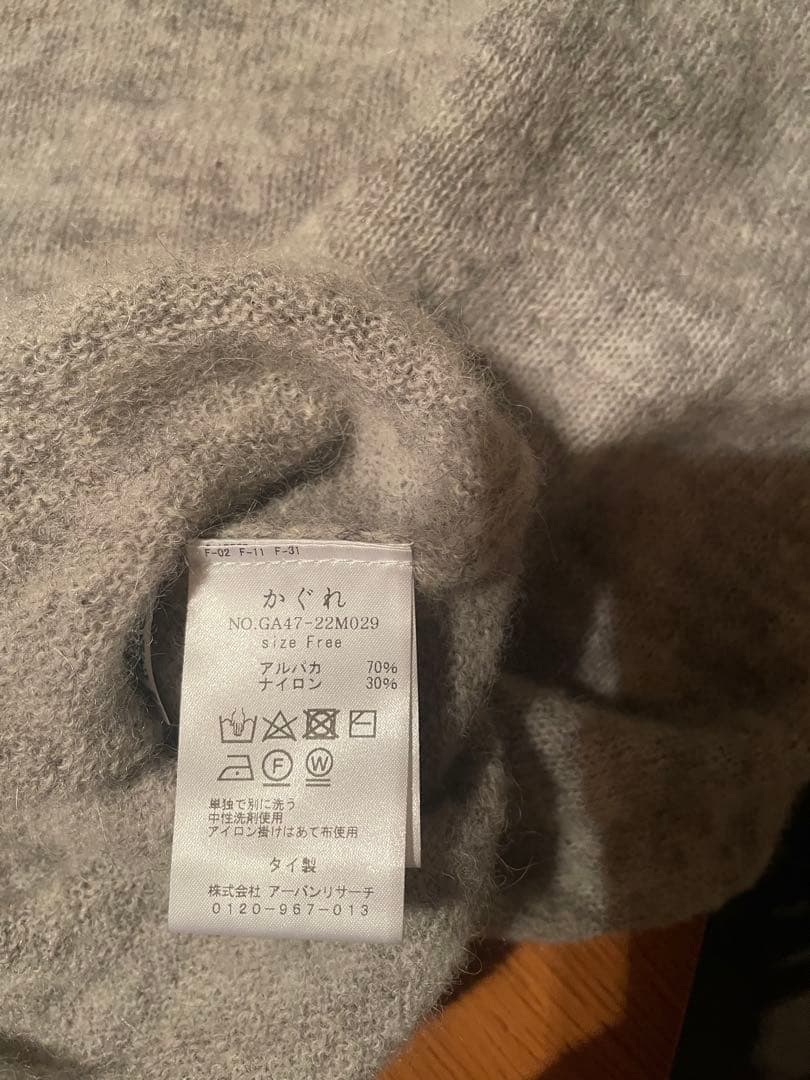 F-02 F-11 F-31
かぐれ
NO.GA47-22M029
size Free
アルパカ 70%
ナイロン 30%
F W
単独で別に洗う
中性洗剤使用
アイロン掛けはあて布使用
タイ製
株式会社 アーバンリサーチ
0120-967-013